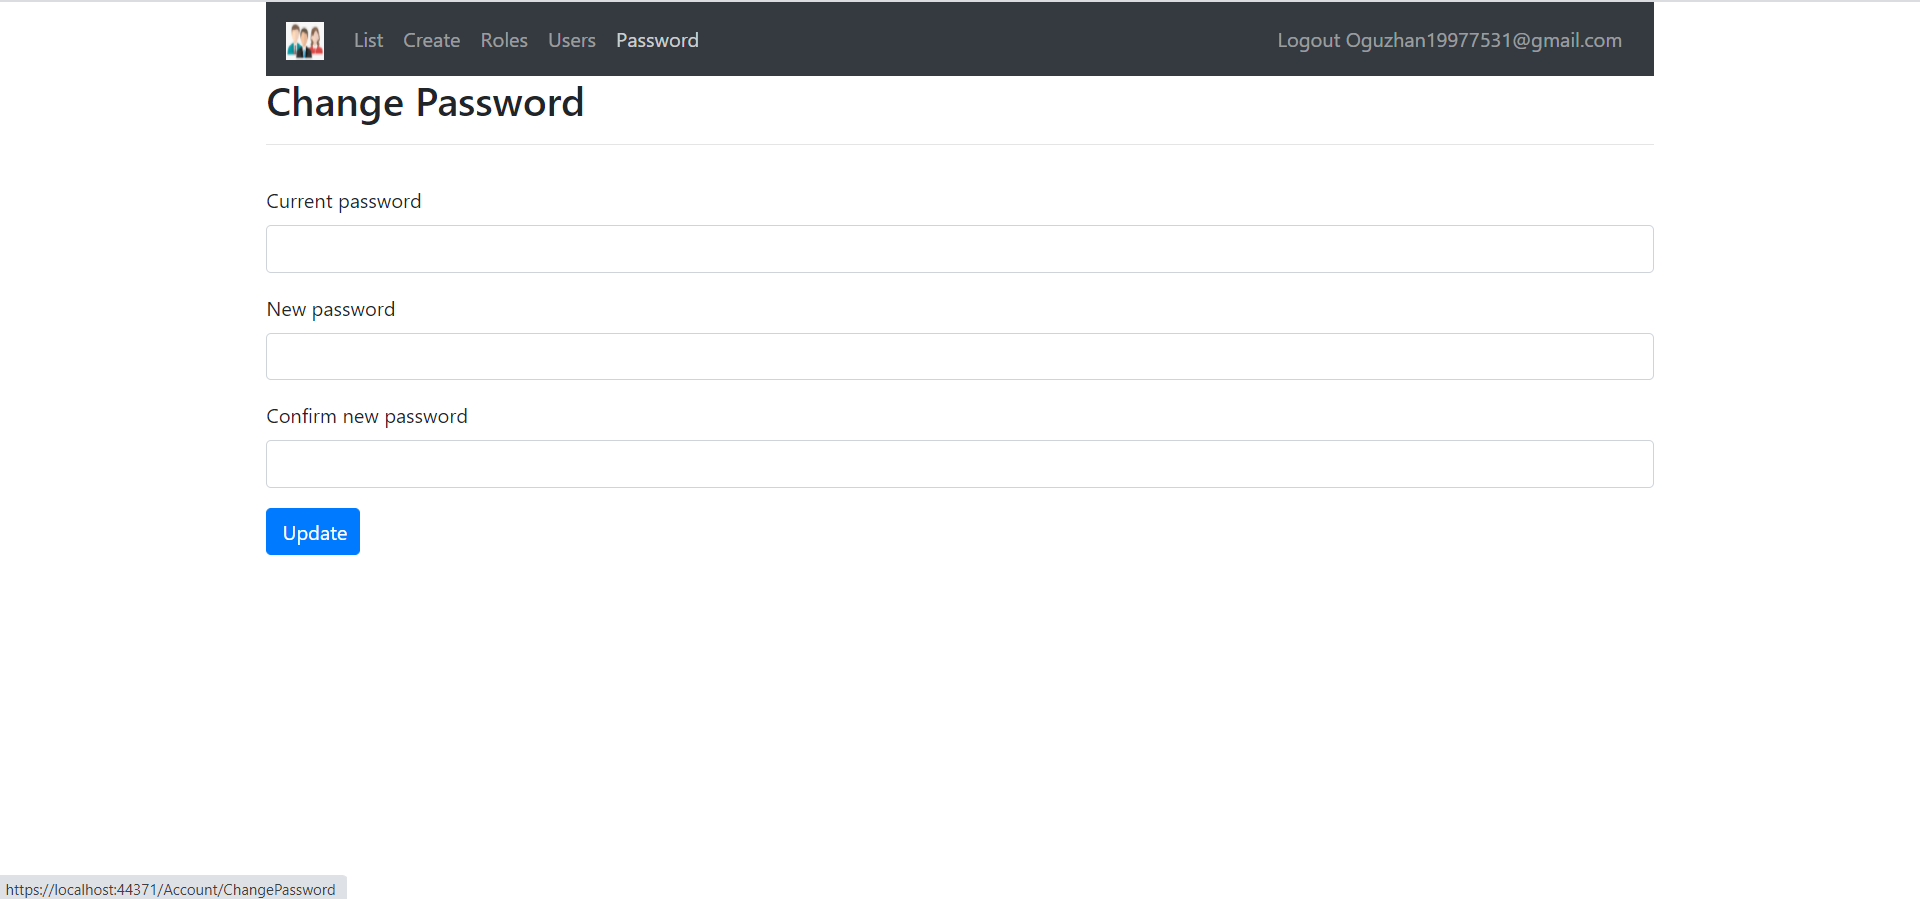 List Create Roles Users Password Logout Oguzhan19977531@gmail.com
Change Password
Current password
New password
Confirm new password
Update
https://localhost:44371/Account/ChangePassword